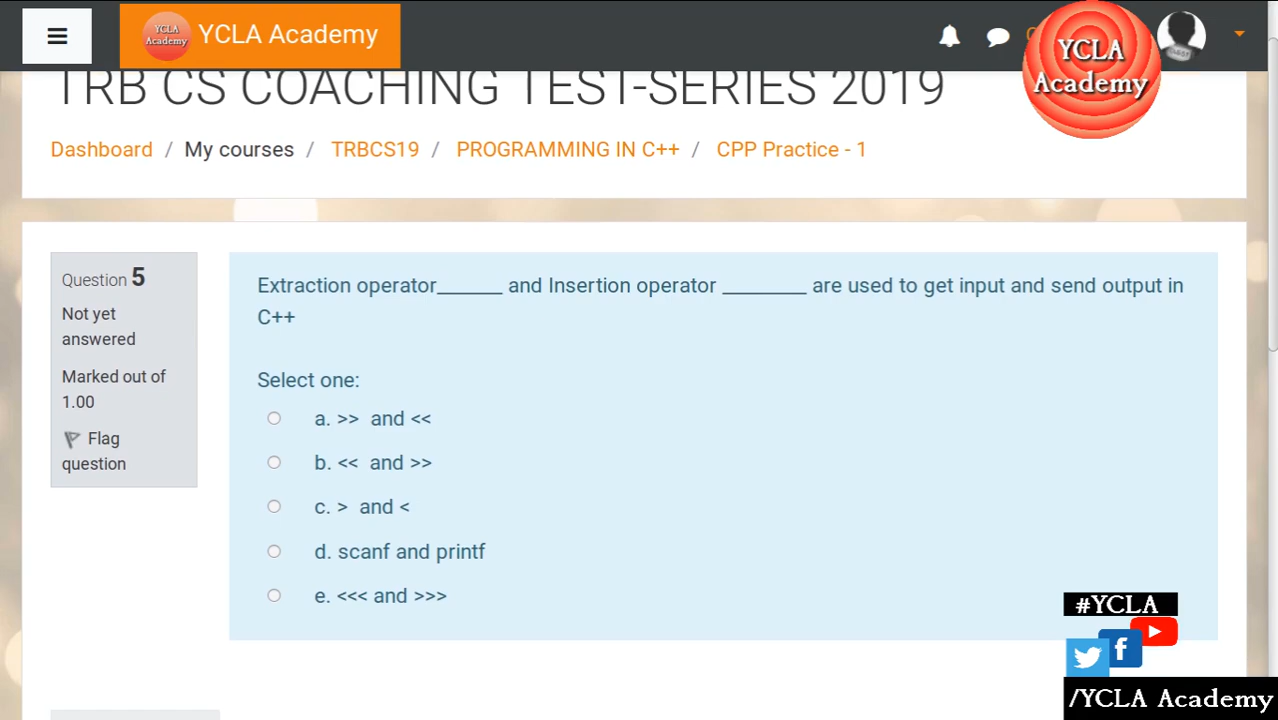 YCLA
Academy
YCLA Academy
YCLA
Academy
TRB CS COACHING TEST-SERIES 2019
Dashboard / My courses / TRBCS19 / PROGRAMMING IN C++ / CPP Practice - 1
Question 5
Not yet
answered
Marked out of
1.00
Flag
question
Extraction operator______ and Insertion operator ________ are used to get input and send output in
C++
Select one:
a. >> and <<
b. << and >>
c. > and <
d. scanf and printf
e. <<< and >>>
#YCLA
f
/YCLA Academy